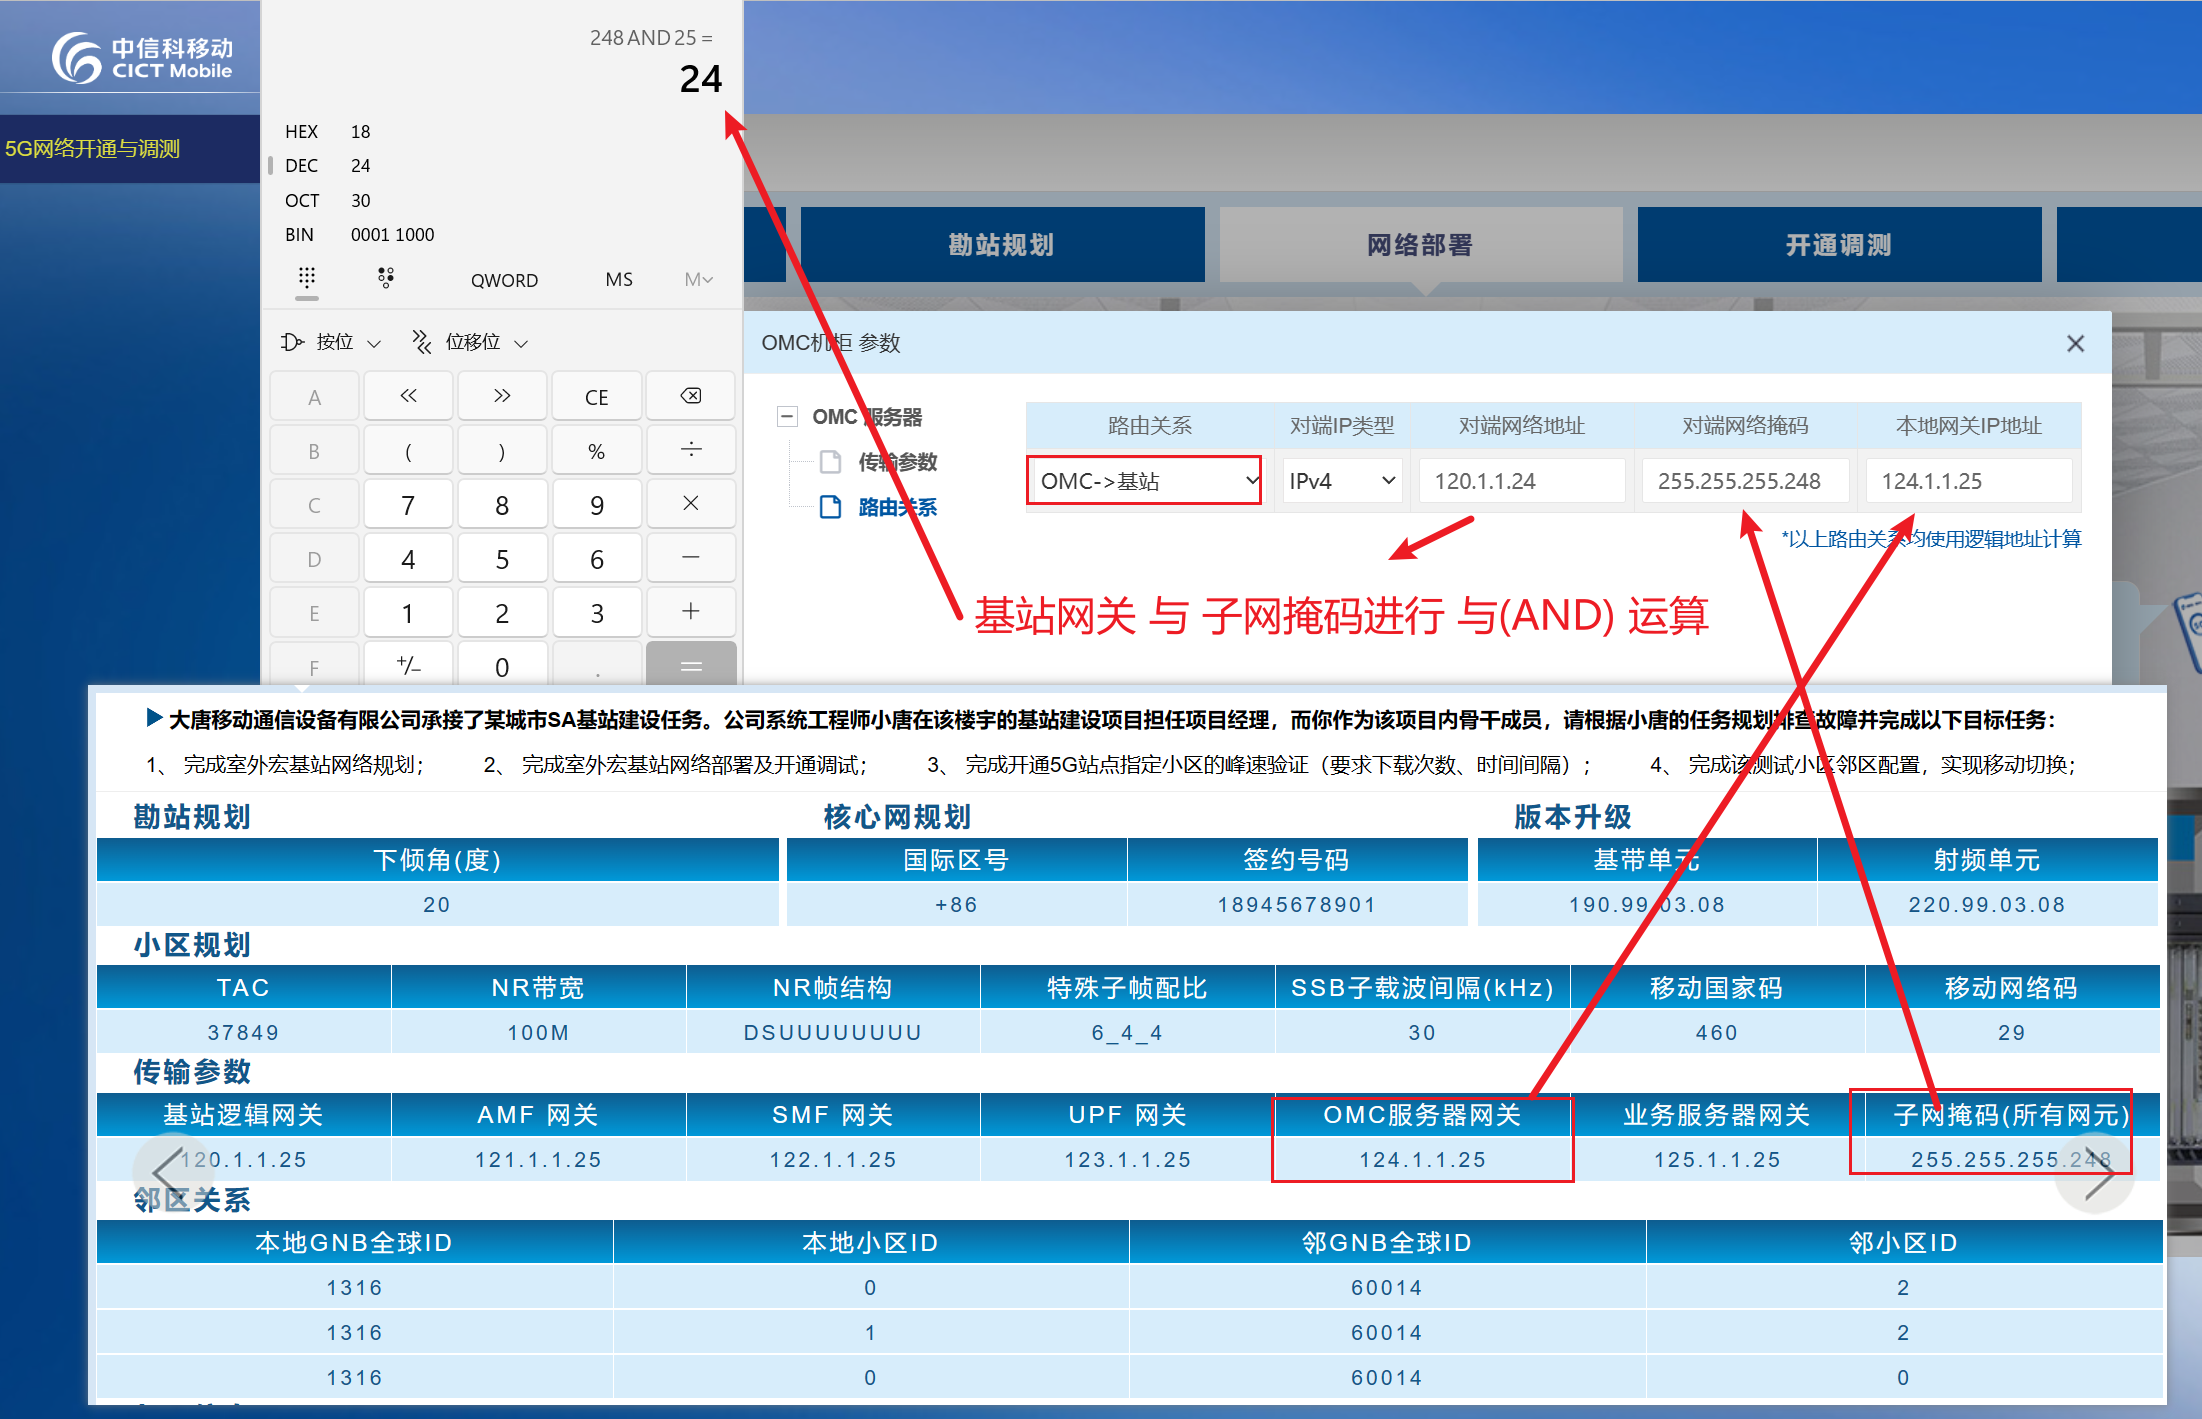 中信科移动
CICT Mobile
5G网络开通与调测
248 AND 25 =
24
HEX 18
DEC 24
OCT 30
BIN 0001 1000
QWORD MS M
按位 位移位
A CE
B ( ) % ÷
C 7 8 9 ×
D 4 5 6 −
E 1 2 3 +
F +/− 0 . =
勘站规划 网络部署 开通调测
OMC机柜 参数
OMC 服务器
传输参数
路由关系
路由关系 对端IP类型 对端网络地址 对端网络掩码 本地网关IP地址
OMC->基站 IPv4 120.1.1.24 255.255.255.248 124.1.1.25
*以上路由关系均使用逻辑地址计算
基站网关 与 子网掩码进行 与(AND) 运算
大唐移动通信设备有限公司承接了某城市SA基站建设任务。公司系统工程师小唐在该楼宇的基站建设项目担任项目经理，而你作为该项目内骨干成员，请根据小唐的任务规划排查故障并完成以下目标任务：
1、 完成室外宏基站网络规划； 2、 完成室外宏基站网络部署及开通调试； 3、 完成开通5G站点指定小区的峰速验证（要求下载次数、时间间隔）； 4、 完成该测试小区邻区配置，实现移动切换；
勘站规划 核心网规划 版本升级
下倾角(度) 国际区号 签约号码 基带单元 射频单元
20 +86 18945678901 190.99.03.08 220.99.03.08
小区规划
TAC NR带宽 NR帧结构 特殊子帧配比 SSB子载波间隔(kHz) 移动国家码 移动网络码
37849 100M DSUUUUUUUU 6_4_4 30 460 29
传输参数
基站逻辑网关 AMF 网关 SMF 网关 UPF 网关 OMC服务器网关 业务服务器网关 子网掩码(所有网元)
120.1.1.25 121.1.1.25 122.1.1.25 123.1.1.25 124.1.1.25 125.1.1.25 255.255.255.248
邻区关系
本地GNB全球ID 本地小区ID 邻GNB全球ID 邻小区ID
1316 0 60014 2
1316 1 60014 2
1316 0 60014 0